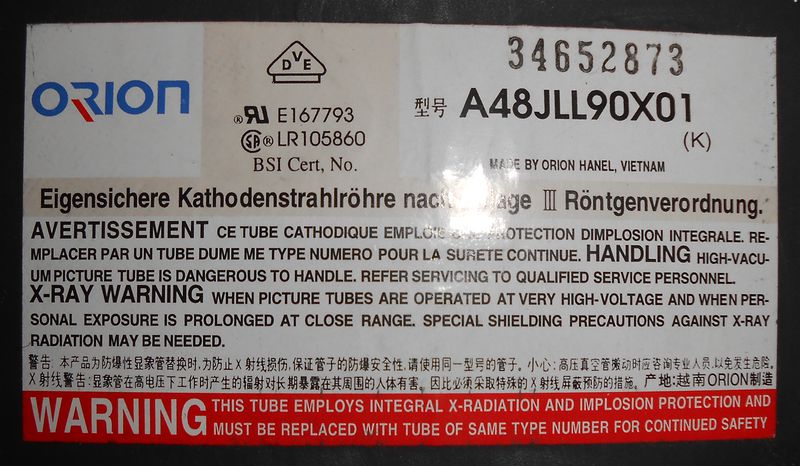 34652873
ORION
DVE
E167793
LR105860
BSI Cert, No.
型号 A48JLL90X01
(K)
MADE BY ORION HANEL, VIETNAM
Eigensichere Kathodenstrahlröhre nach Anlage III Röntgenverordnung.
AVERTISSEMENT CE TUBE CATHODIQUE EMPLOIE PROTECTION DIMPLOSION INTEGRALE. RE-
MPLACER PAR UN TUBE DUME ME TYPE NUMERO POUR LA SURETE CONTINUE. HANDLING HIGH-VACU-
UM PICTURE TUBE IS DANGEROUS TO HANDLE. REFER SERVICING TO QUALIFIED SERVICE PERSONNEL.
X-RAY WARNING WHEN PICTURE TUBES ARE OPERATED AT VERY HIGH-VOLTAGE AND WHEN PER-
SONAL EXPOSURE IS PROLONGED AT CLOSE RANGE. SPECIAL SHIELDING PRECAUTIONS AGAINST X-RAY
RADIATION MAY BE NEEDED.
警告: 本产品为防爆性显象管替换时,为防止X射线损伤,保证管子的防爆安全性,请使用同一型号的管子。小心:高压真空管搬动时应咨询专业人员,以免发生危险。
X射线警告:显象管在高电压下工作时产生的辐射对长期暴露在其周围的人体有害。因此必须采取特殊的X射线屏蔽预防的措施。产地:越南ORION制造
WARNING THIS TUBE EMPLOYS INTEGRAL X-RADIATION AND IMPLOSION PROTECTION AND
MUST BE REPLACED WITH TUBE OF SAME TYPE NUMBER FOR CONTINUED SAFETY